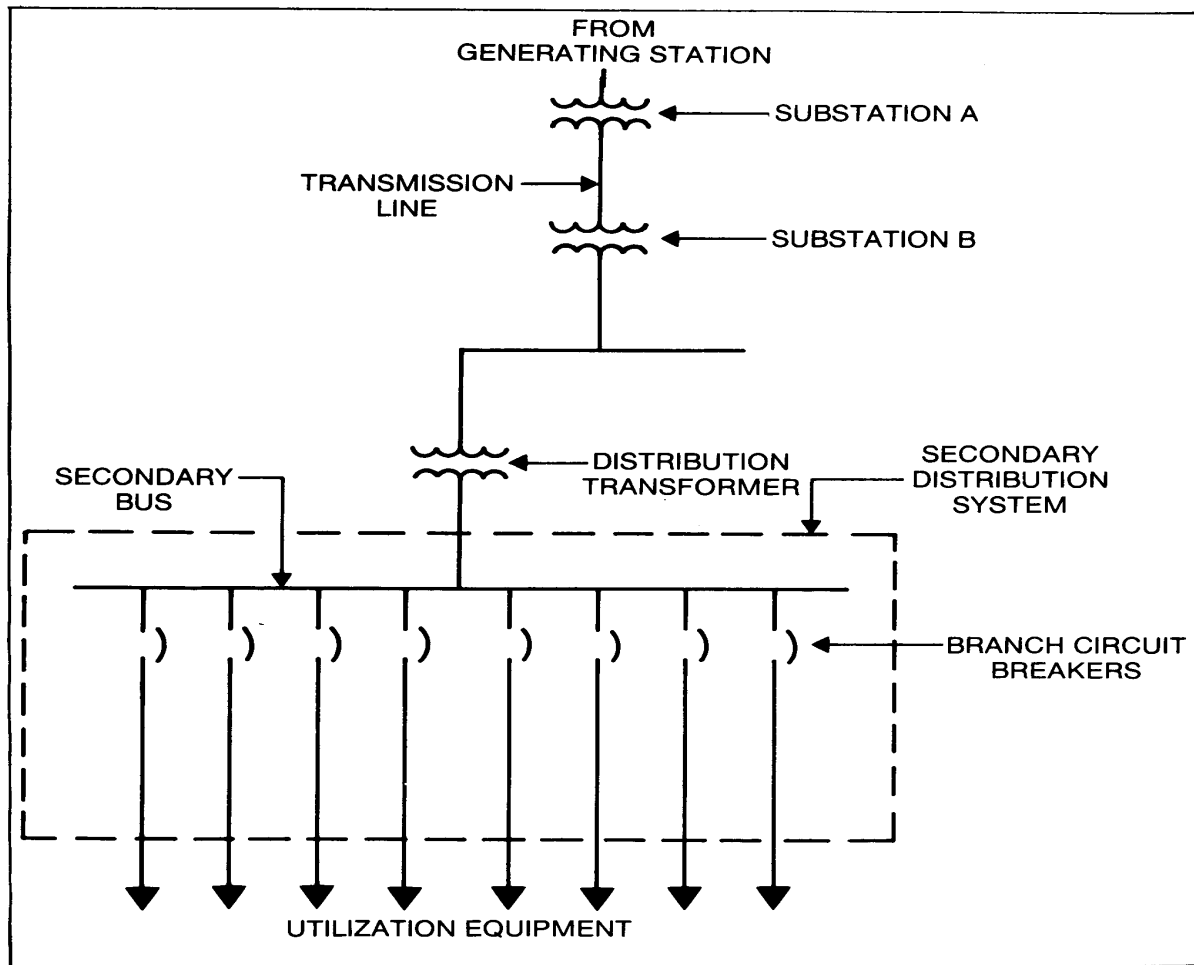 FROM
GENERATING STATION
SUBSTATION A
TRANSMISSION
LINE
SUBSTATION B
DISTRIBUTION
TRANSFORMER
SECONDARY
BUS
SECONDARY
DISTRIBUTION
SYSTEM
BRANCH CIRCUIT
BREAKERS
UTILIZATION EQUIPMENT